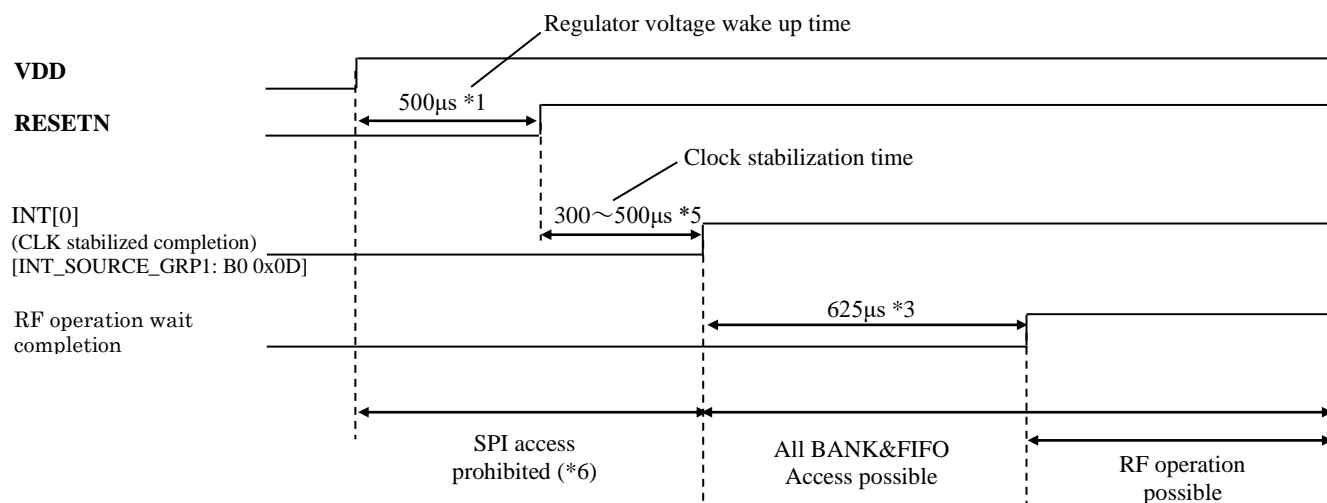 Regulator voltage wake up time
VDD
500μs *1
RESETN
Clock stabilization time
INT[0]
300～500μs *5
(CLK stabilized completion)
[INT_SOURCE_GRP1: B0 0x0D]
625μs *3
RF operation wait
completion
SPI access
prohibited (*6)
All BANK&FIFO
Access possible
RF operation
possible